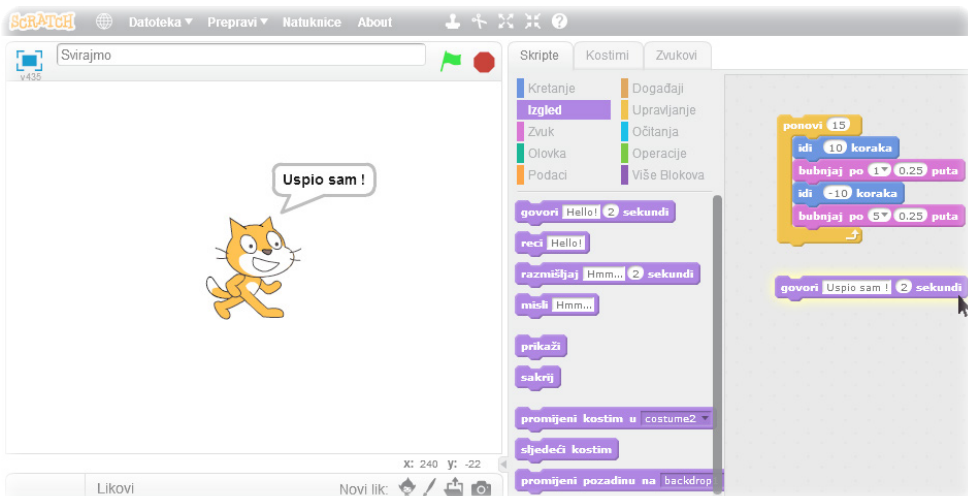 SCRATCH Datoteka Prepravi Natuknice About
v435 Svirajmo
Uspio sam !
x: 240 y: -22
Likovi Novi lik:
Skripte Kostimi Zvukovi
Kretanje Događaji
Izgled Upravljanje
Zvuk Očitanja
Olovka Operacije
Podaci Više Blokova
govori Hello! 2 sekundi
reci Hello!
razmišljaj Hmm... 2 sekundi
misli Hmm...
prikaži
sakrij
promijeni kostim u costume2
sljedeći kostim
promijeni pozadinu na backdrop
ponovi 15
idi 10 koraka
bubnjaj po 1 0.25 puta
idi -10 koraka
bubnjaj po 5 0.25 puta
govori Uspio sam ! 2 sekundi